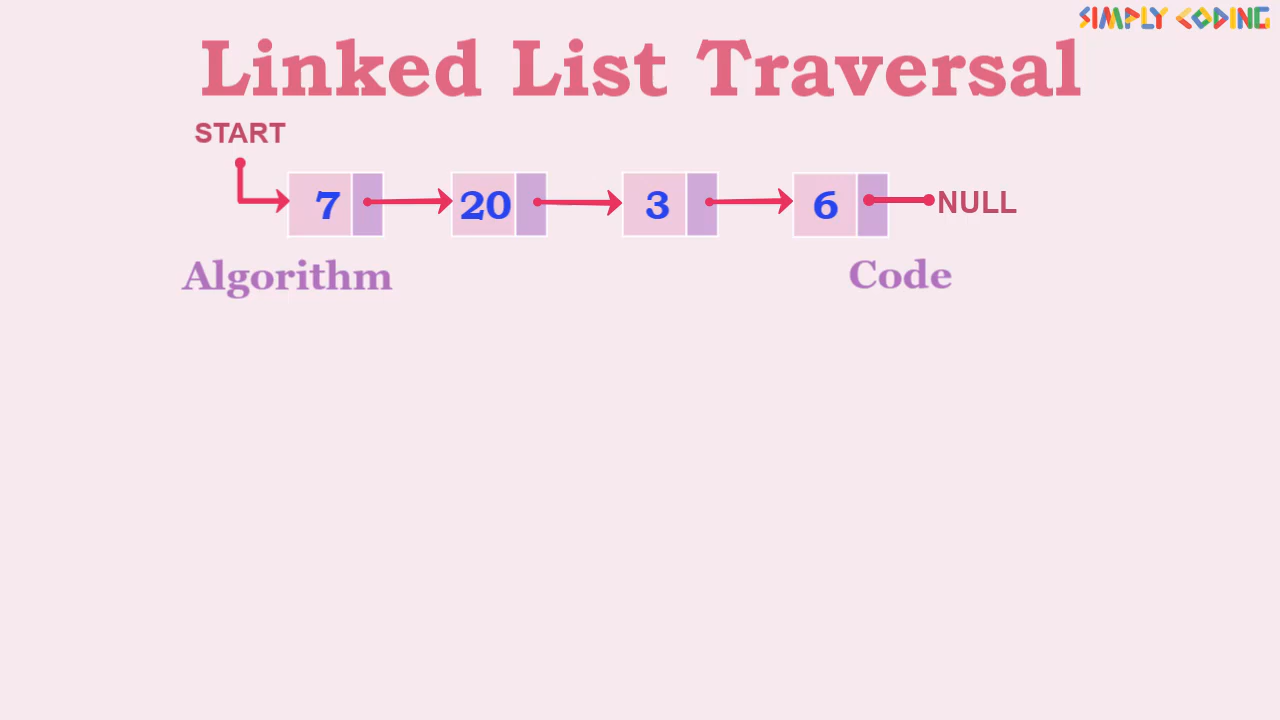 SIMPLY CODING
Linked List Traversal
START
7 20 3 6 NULL
Algorithm Code